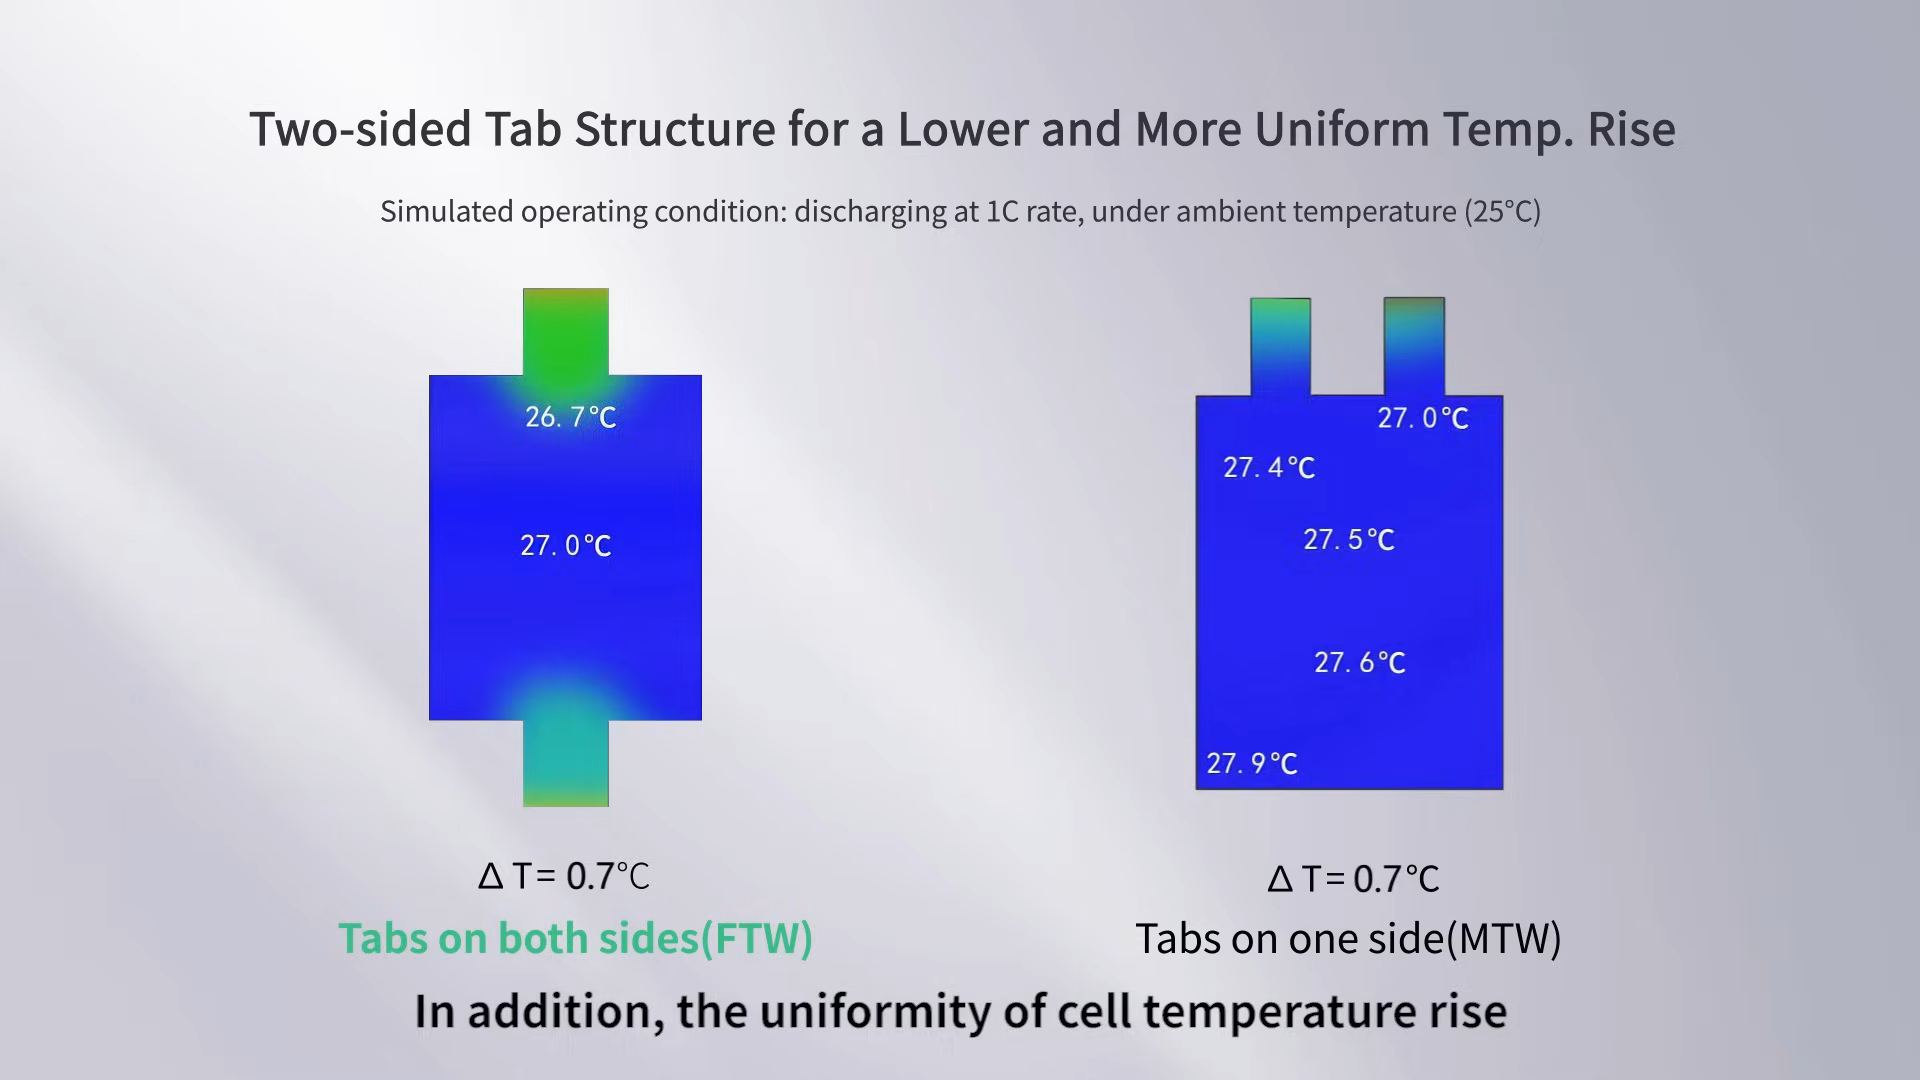 Two-sided Tab Structure for a Lower and More Uniform Temp. Rise
Simulated operating condition: discharging at 1C rate, under ambient temperature (25°C)
26.7℃
27.0℃
27.0℃
27.4℃
27.5℃
27.6℃
27.9℃
Δ T= 0.7℃
Δ T= 0.7℃
Tabs on both sides(FTW)
Tabs on one side(MTW)
In addition, the uniformity of cell temperature rise